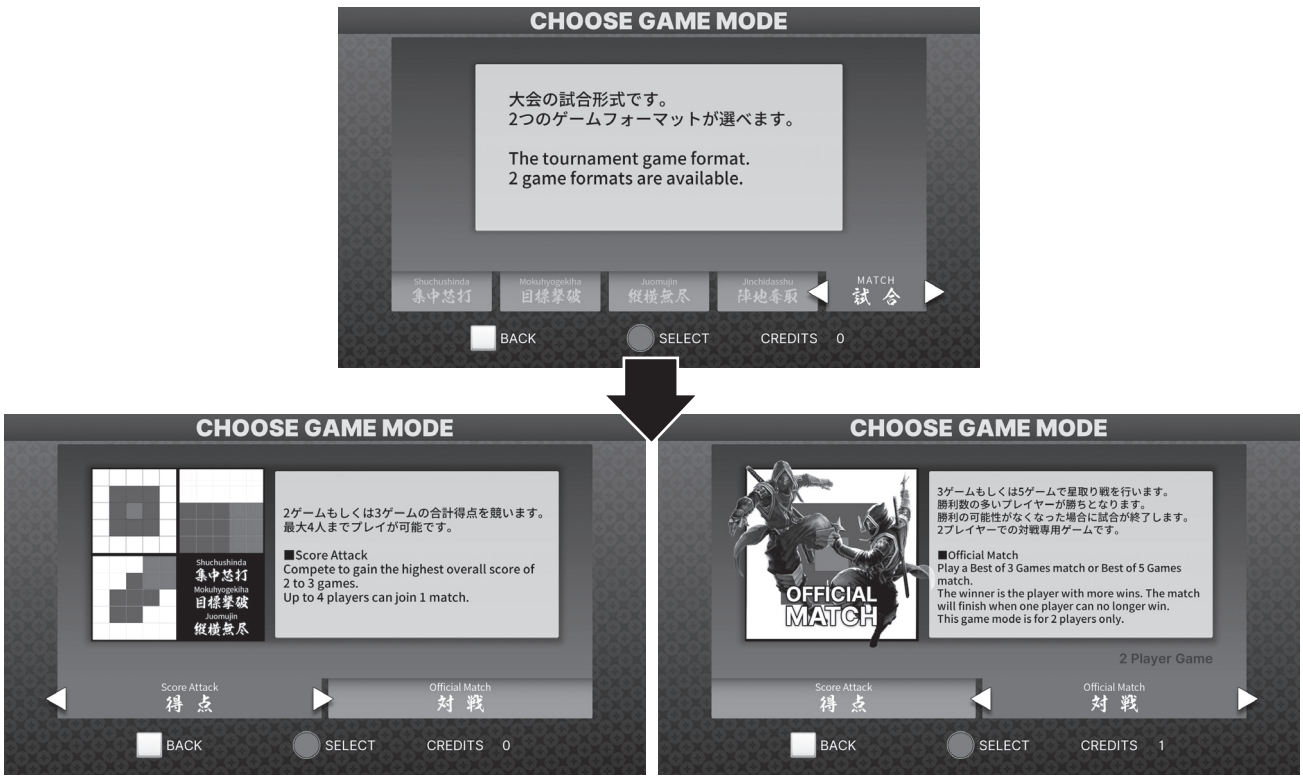 CHOOSE GAME MODE
大会の試合形式です。
2つのゲームフォーマットが選べます。
The tournament game format.
2 game formats are available.
Shuchushinda
集中芯打
Mokuhyogekiha
目標撃破
Juomujin
縦横無尽
Jinchidasshu
陣地奪取
MATCH
試合
BACK
SELECT
CREDITS 0
CHOOSE GAME MODE
Shuchushinda
集中芯打
Mokuhyogekiha
目標撃破
Juomujin
縦横無尽
2ゲームもしくは3ゲームの合計得点を競います。
最大4人までプレイが可能です。
■Score Attack
Compete to gain the highest overall score of
2 to 3 games.
Up to 4 players can join 1 match.
Score Attack
得点
Official Match
対戦
BACK
SELECT
CREDITS 0
CHOOSE GAME MODE
OFFICIAL
MATCH
3ゲームもしくは5ゲームで星取り戦を行います。
勝利数の多いプレイヤーが勝ちとなります。
勝利の可能性がなくなった場合に試合が終了します。
2プレイヤーでの対戦専用ゲームです。
■Official Match
Play a Best of 3 Games match or Best of 5 Games
match.
The winner is the player with more wins. The match
will finish when one player can no longer win.
This game mode is for 2 players only.
2 Player Game
Score Attack
得点
Official Match
対戦
BACK
SELECT
CREDITS 1